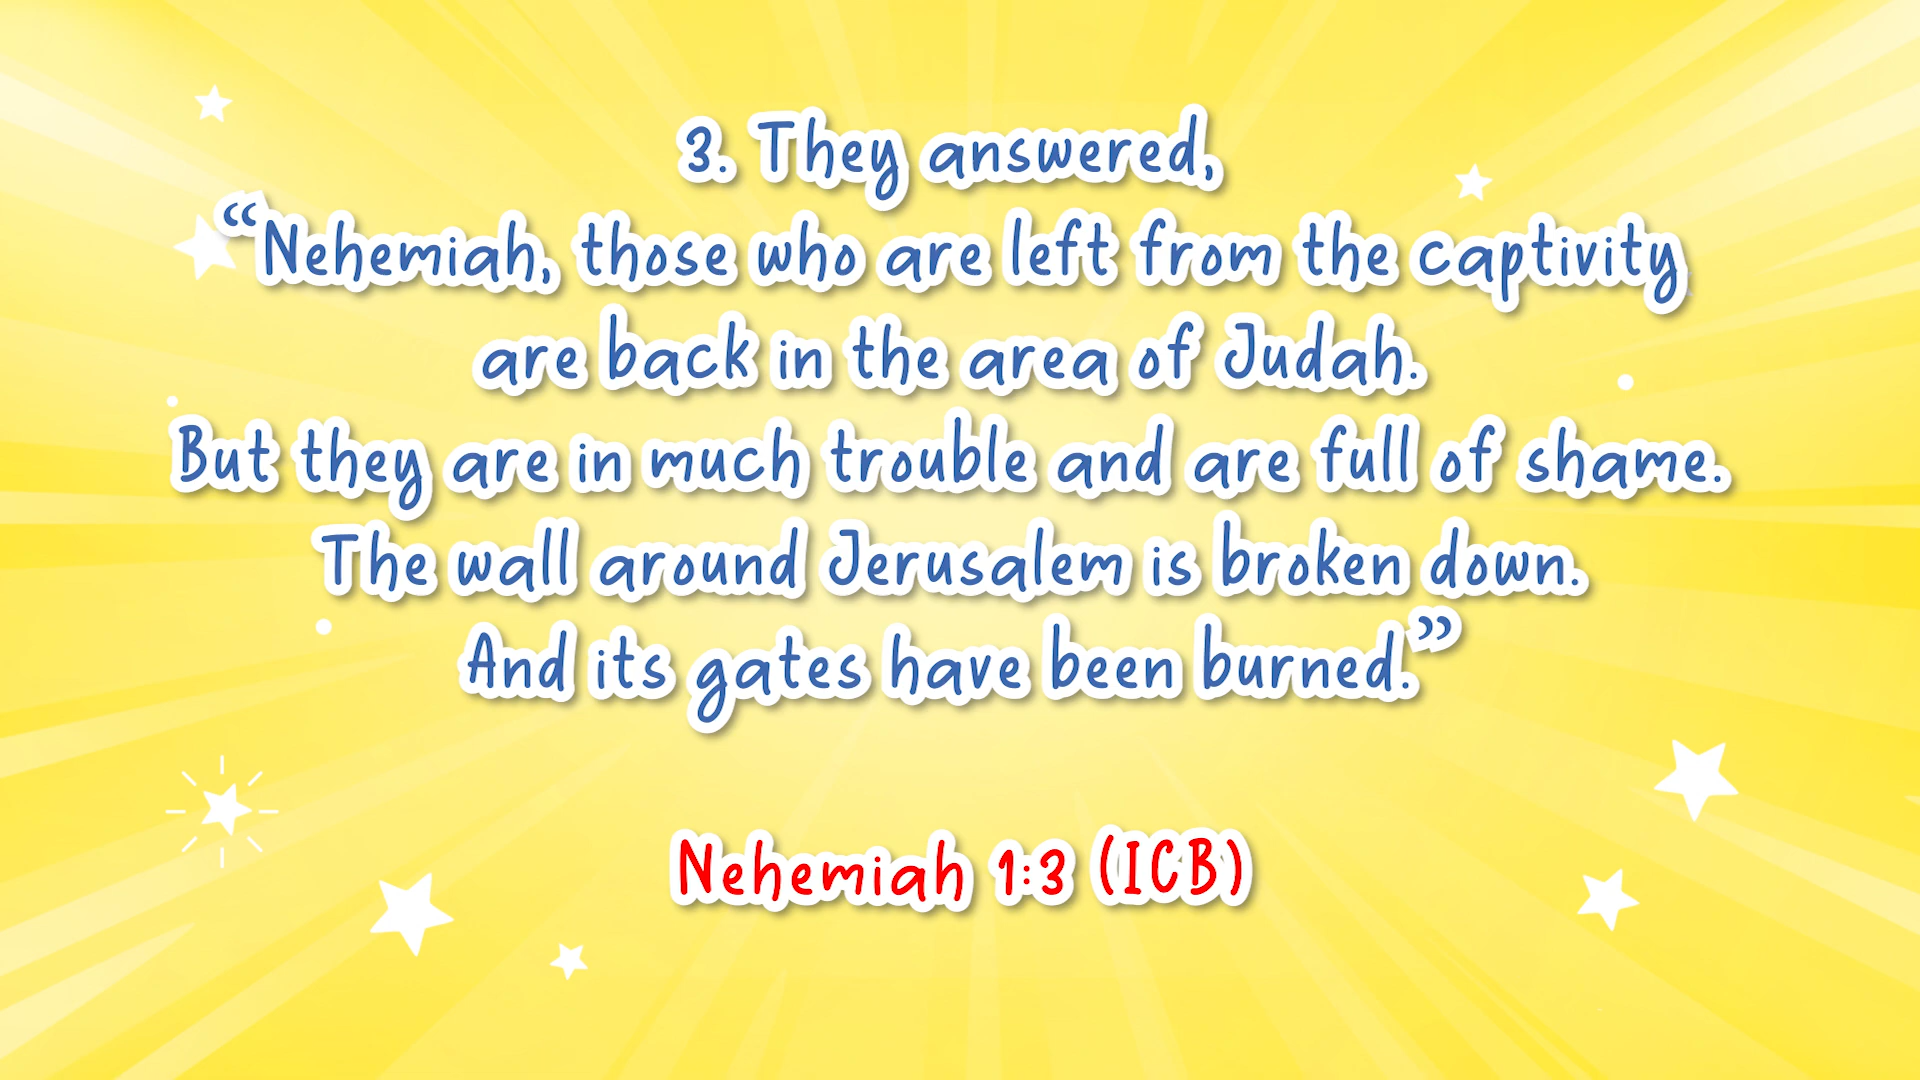 3. They answered,
“Nehemiah, those who are left from the captivity
are back in the area of Judah.
But they are in much trouble and are full of shame.
The wall around Jerusalem is broken down.
And its gates have been burned.”
Nehemiah 1:3 (ICB)